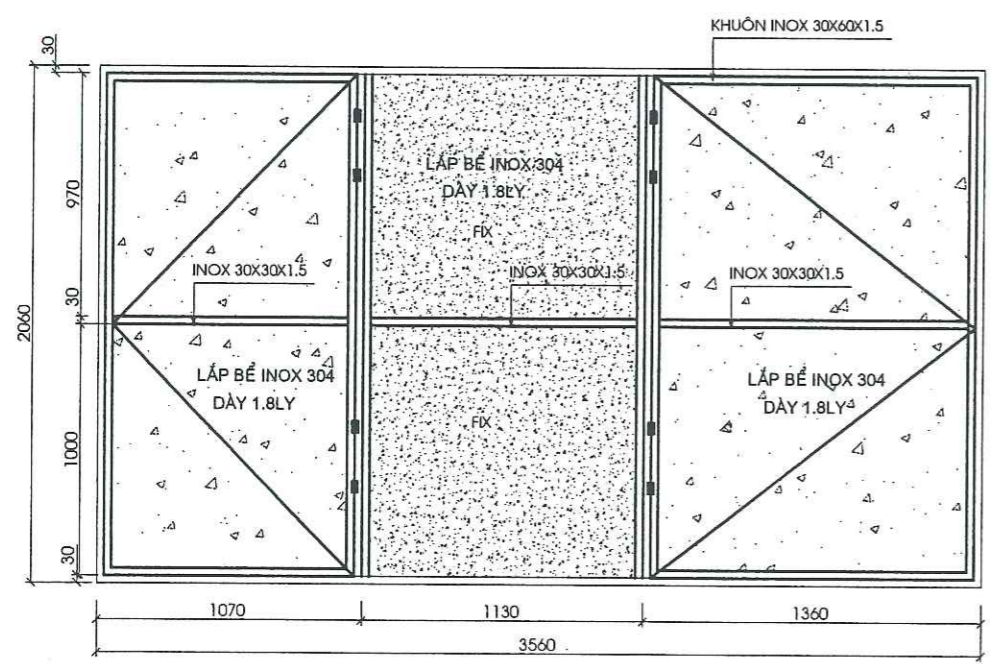 KHUÔN INOX 30X60X1.5
30
970
30
2060
1000
30
LẮP BỂ INOX 304
DÀY 1.8LY
FIX
INOX 30X30X1.5
INOX 30X30X1.5
INOX 30X30X1.5
LẮP BỂ INOX 304
DÀY 1.8LY
FIX
LẮP BỂ INOX 304
DÀY 1.8LY
1070
1130
1360
3560